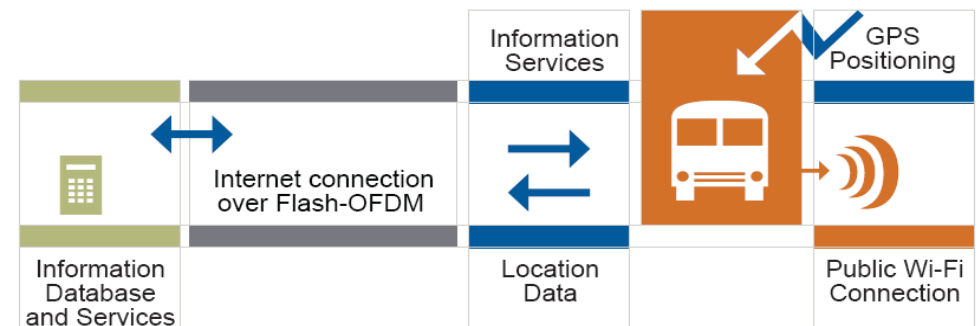 Information
Services
GPS
Positioning
Internet connection
over Flash-OFDM
Information
Database
and Services
Location
Data
Public Wi-Fi
Connection